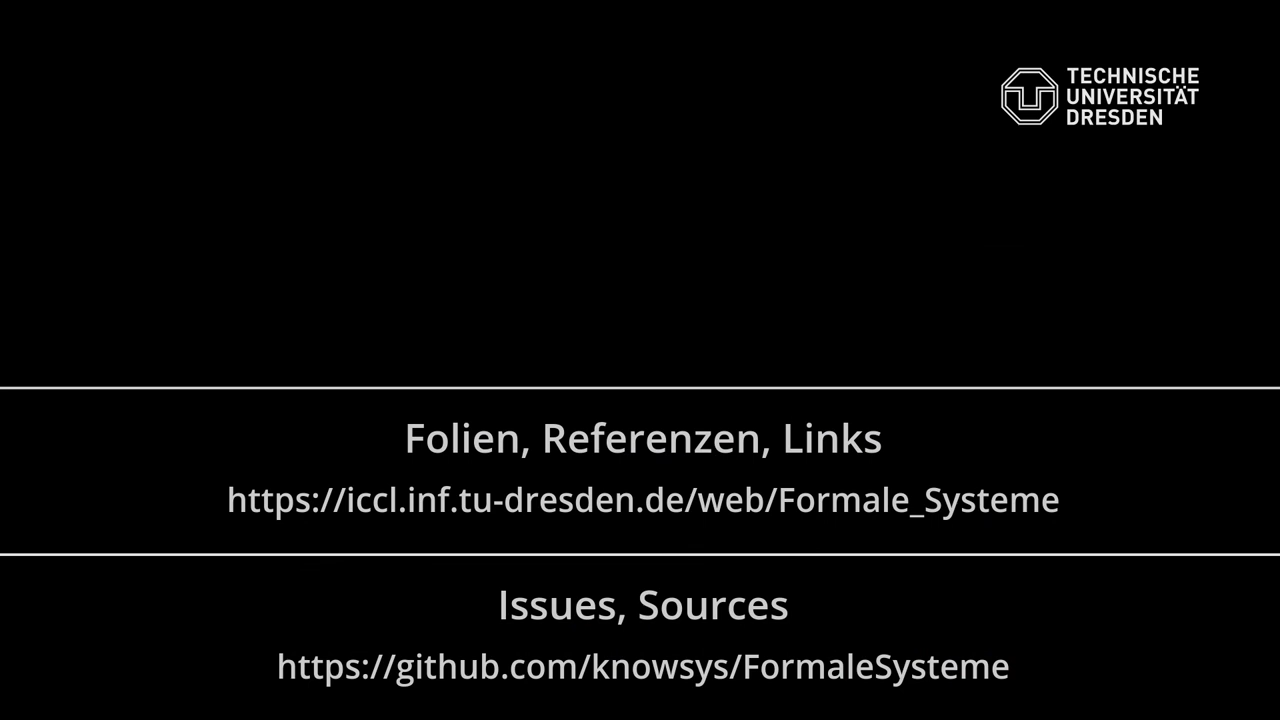 TECHNISCHE
UNIVERSITÄT
DRESDEN
Folien, Referenzen, Links
https://iccl.inf.tu-dresden.de/web/Formale_Systeme
Issues, Sources
https://github.com/knowsys/FormaleSysteme